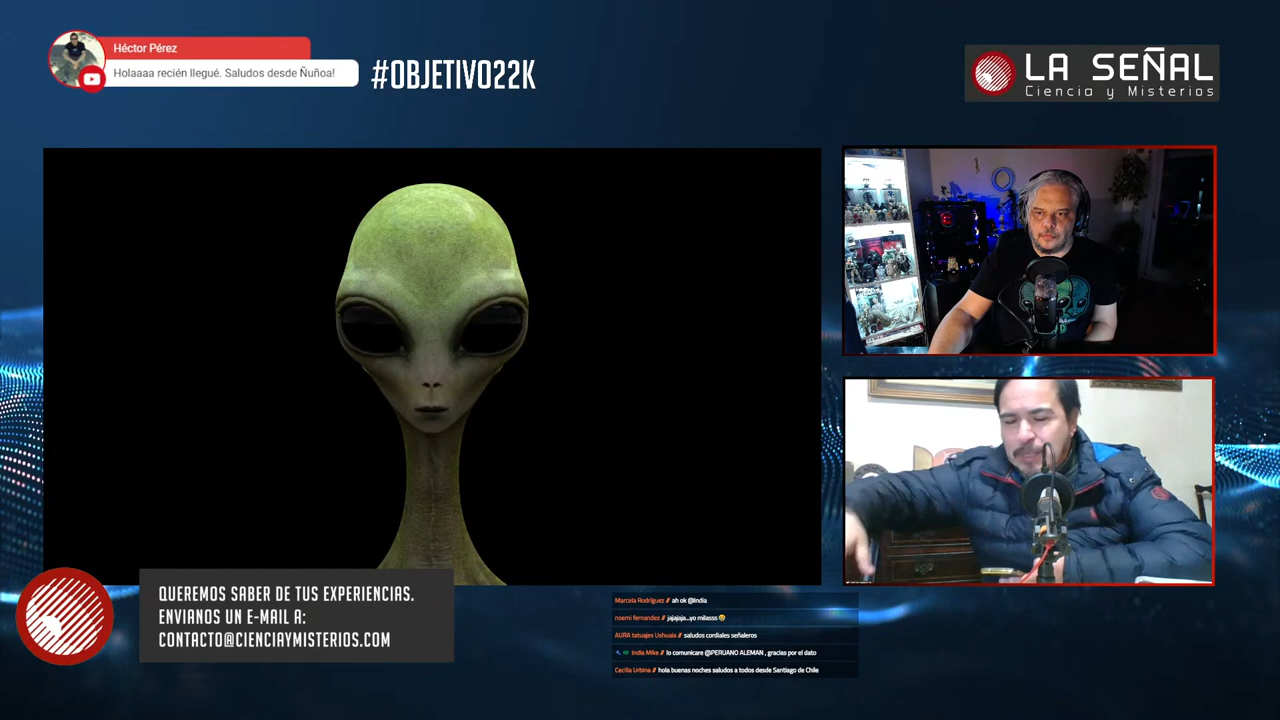 Héctor Pérez
Holaaaa recién llegué. Saludos desde Ñuñoa!
#OBJETIVO22K
LA SEÑAL
Ciencia y Misterios
QUEREMOS SABER DE TUS EXPERIENCIAS.
ENVIANOS UN E-MAIL A:
CONTACTO@CIENCIAYMISTERIOS.COM
Marcela Rodríguez // ah ok @India
noemi fernandez // jajajaja...yo milasss
AURA tatuajes Ushuaia // saludos cordiales señaleros
India Mike // lo comunicare @PERUANO ALEMAN , gracias por el dato
Cecilia Urbina // hola buenas noches saludos a todos desde Santiago de Chile